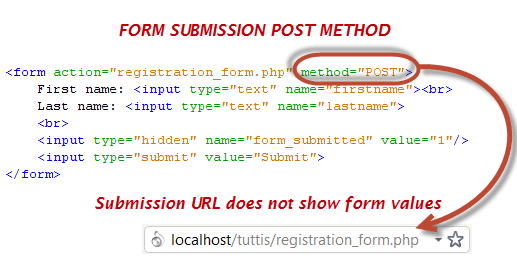 FORM SUBMISSION POST METHOD
<form action="registration_form.php" method="POST">
First name: <input type="text" name="firstname"><br>
Last name: <input type="text" name="lastname">
<br>
<input type="hidden" name="form_submitted" value="1"/>
<input type="submit" value="Submit">
</form>
Submission URL does not show form values
localhost/tuttis/registration_form.php